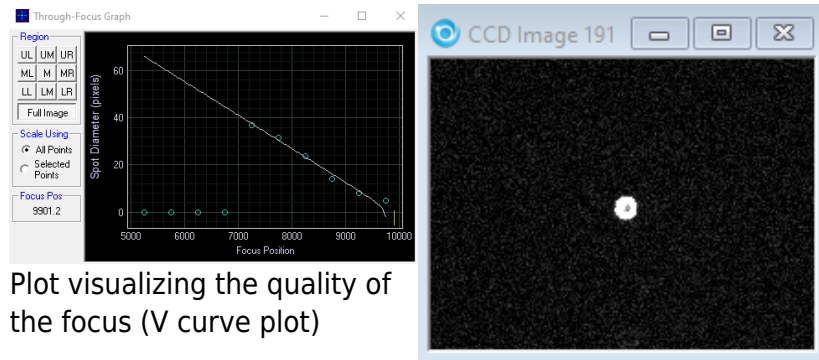 Through-Focus Graph
Region
UL UM UR
ML M MR
LL LM LR
Full Image
Scale Using
All Points
Selected
Points
Focus Pos
9901.2
Spot Diameter (pixels)
60
40
20
0
5000 6000 7000 8000 9000 10000
Focus Position
Plot visualizing the quality of
the focus (V curve plot)
CCD Image 191